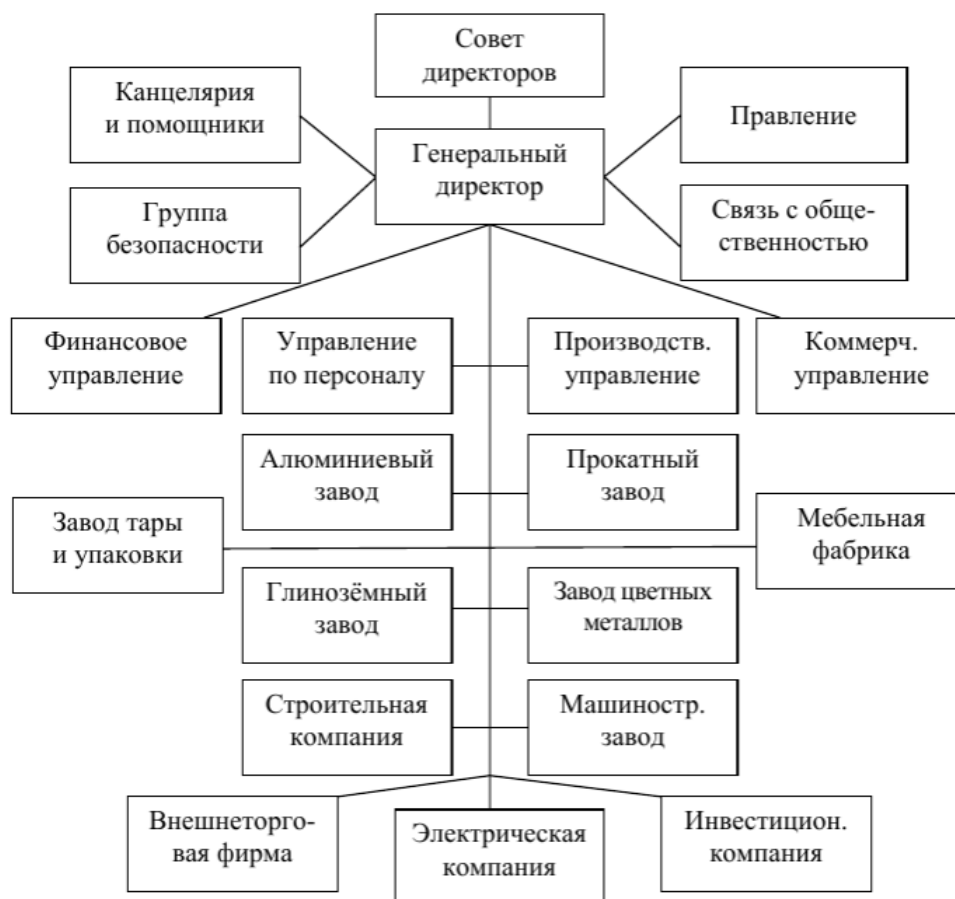 Совет
директоров
Канцелярия
и помощники
Генеральный
директор
Правление
Группа
безопасности
Связь с обще-
ственностью
Финансовое
управление
Управление
по персоналу
Производств.
управление
Коммерч.
управление
Алюминиевый
завод
Прокатный
завод
Завод тары
и упаковки
Мебельная
фабрика
Глинозёмный
завод
Завод цветных
металлов
Строительная
компания
Машиностр.
завод
Внешнеторго-
вая фирма
Электрическая
компания
Инвестицион.
компания